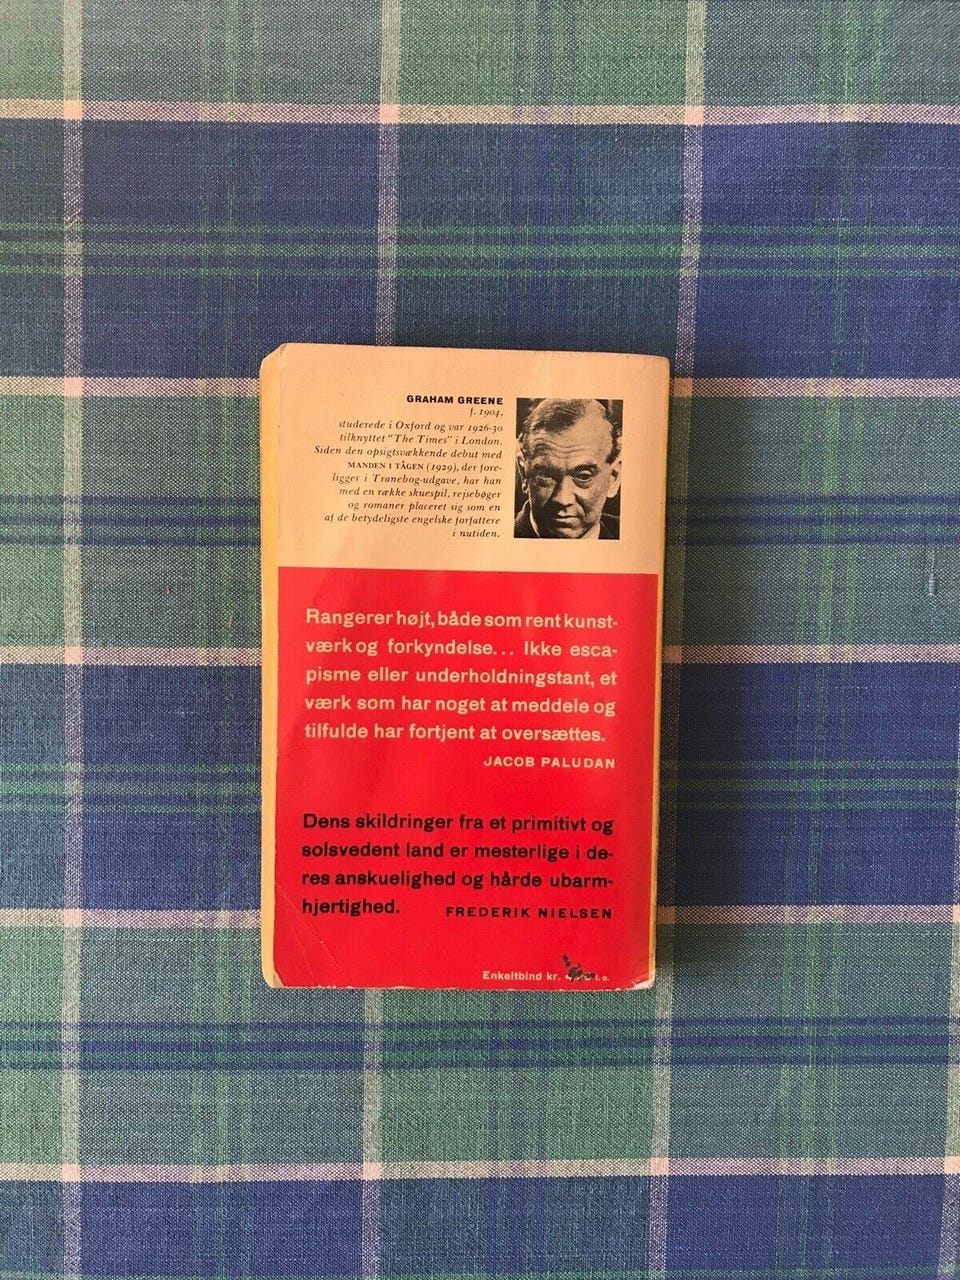 GRAHAM GREENE
f. 1904.
studerede i Oxford og var 1926-30
tilknyttet "The Times" i London.
Siden den opsigtsvækkende debut med
MANDEN I TÅGEN (1929), der fore-
ligger i Tranebog-udgave, har han
med en række skuespil, rejsebøger
og romaner placeret sig som en
af de betydeligste engelske forfattere
i nutiden.
Rangerer højt, både som rent kunst-
værk og forkyndelse... Ikke esca-
pisme eller underholdningstant, et
værk som har noget at meddele og
tilfulde har fortjent at oversættes.
JACOB PALUDAN
Dens skildringer fra et primitivt og
solsvedent land er mesterlige i de-
res anskuelighed og hårde ubarm-
hjertighed. FREDERIK NIELSEN
Enkeltbind kr.